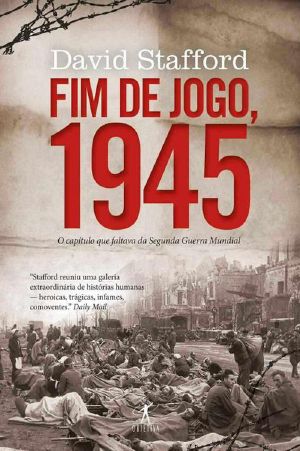 David Stafford
FIM DE JOGO,
1945
O capítulo que faltava da Segunda Guerra Mundial
"Stafford reuniu uma galeria
extraordinária de histórias humanas
— heroicas, trágicas, infames,
comoventes." Daily Mail
OBJETIVA